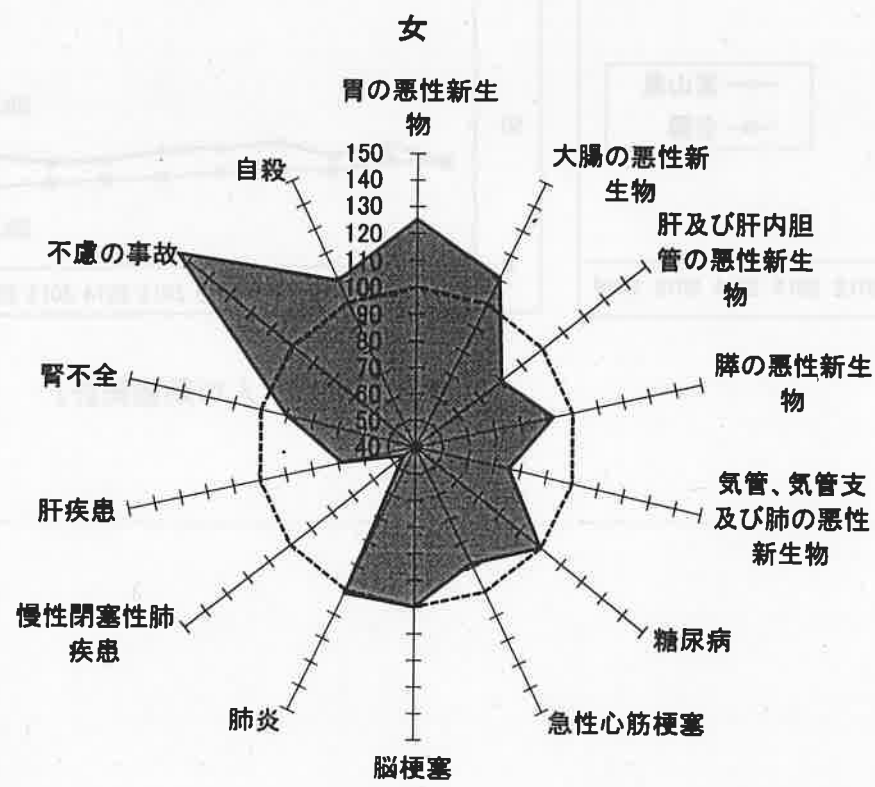 女
胃の悪性新生
物
大腸の悪性新
生物
肝及び肝内胆
管の悪性新生
物
膵の悪性新生
物
気管、気管支
及び肺の悪性
新生物
糖尿病
急性心筋梗塞
脳梗塞
肺炎
慢性閉塞性肺
疾患
肝疾患
腎不全
不慮の事故
自殺
150
140
130
120
110
100
90
80
70
60
50
40